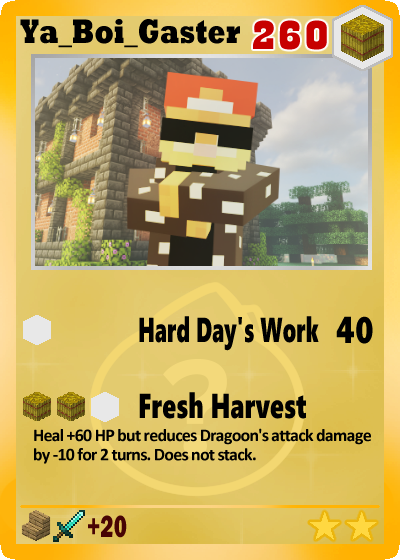 Ya_Boi_Gaster 260
Hard Day's Work 40
Fresh Harvest
Heal +60 HP but reduces Dragoon's attack damage
by -10 for 2 turns. Does not stack.
+20
?